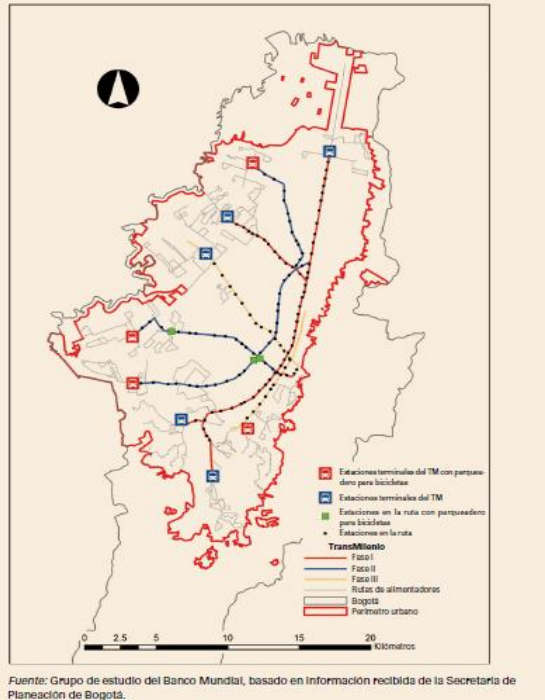 Estaciones terminales del TM con parquea-
dero para bicicletas
Estaciones terminales del TM
Estaciones en la ruta con parqueadero
para bicicletas
Estaciones en la ruta
TransMilenio
Fase I
Fase II
Fase III
Rutas de alimentadores
Bogotá
Perímetro urbano
0 2.5 5 10 15 20
Kilómetros
Fuente: Grupo de estudio del Banco Mundial, basado en información recibida de la Secretaría de
Planeación de Bogotá.